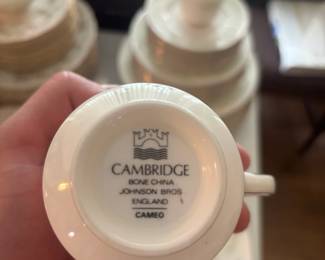 CAMBRIDGE
BONE CHINA
JOHNSON BROS
ENGLAND
CAMEO